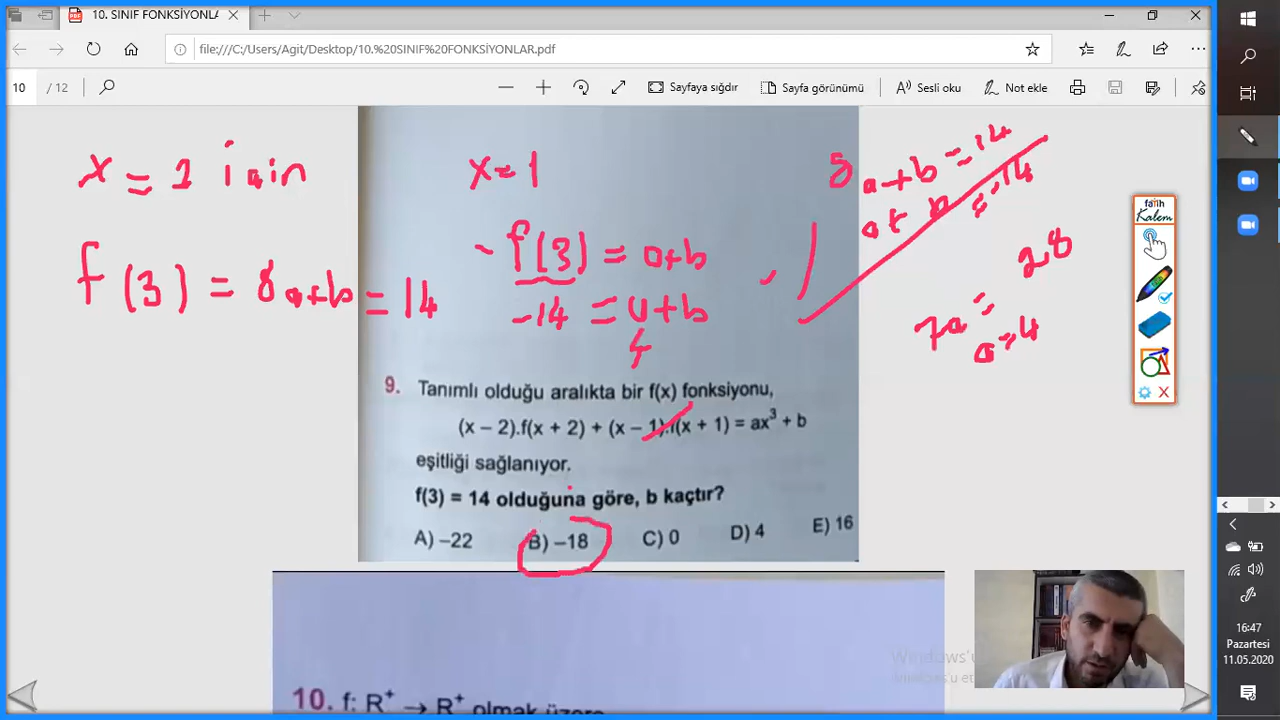 10. SINIF FONKSİYONLA
file:///C:/Users/Agit/Desktop/10.%20SINIF%20FONKSİYONLAR.pdf
10 / 12 Sayfaya sığdır Sayfa görünümü Sesli oku Not ekle
x = 1 için
f(3) = 8a+b = 14
x = 1
- f(3) = a+b
-14 = a+b
4
8a+b = 14
a+b = -14
7a = 28
a = 4
9. Tanımlı olduğu aralıkta bir f(x) fonksiyonu,
(x – 2).f(x + 2) + (x – 1).f(x + 1) = ax³ + b
eşitliği sağlanıyor.
f(3) = 14 olduğuna göre, b kaçtır?
A) –22 B) –18 C) 0 D) 4 E) 16
10. f: R⁺ → R⁺ olmak üzere
fatih
Kalem
16:47
Pazartesi
11.05.2020